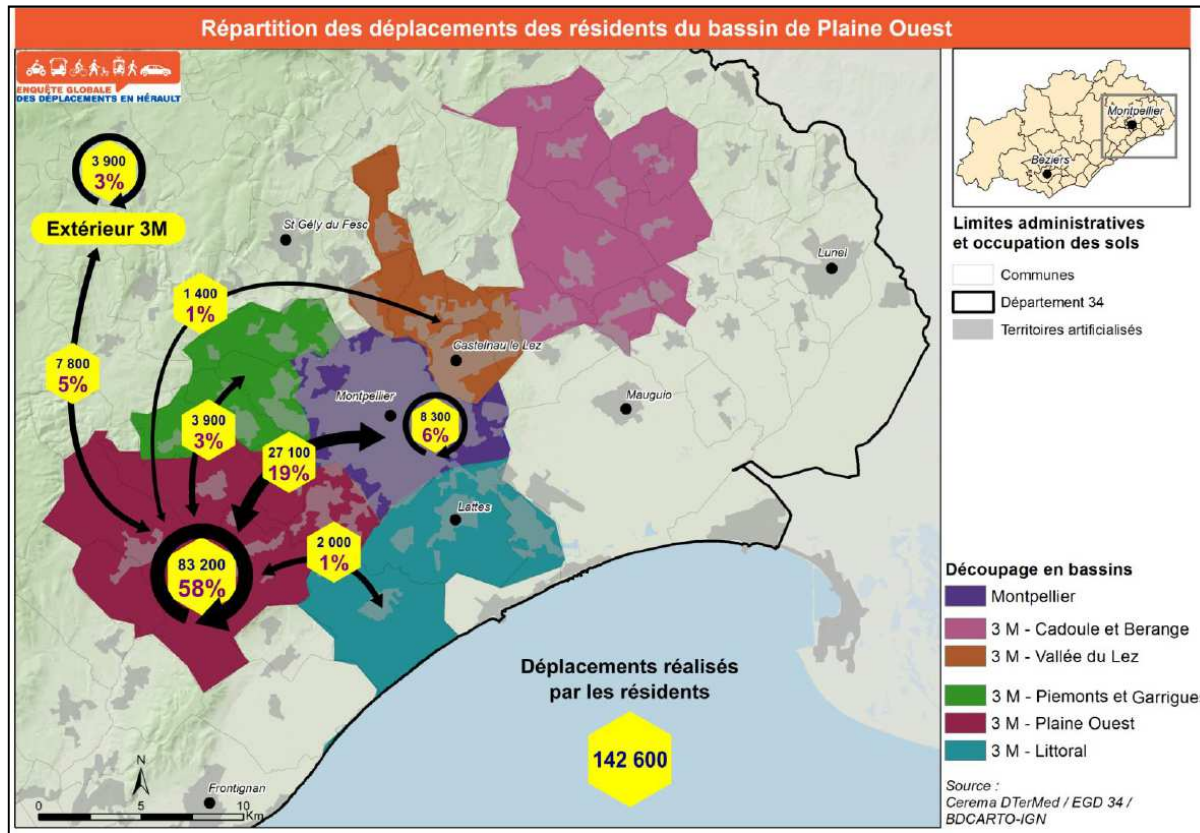 Répartition des déplacements des résidents du bassin de Plaine Ouest
ENQUÊTE GLOBALE
DES DÉPLACEMENTS EN HÉRAULT
3 900
3%
Extérieur 3M
St Gély du Fesc
1 400
1%
7 800
5%
Castelnau le Lez
Montpellier
8 300
6%
3 900
3%
27 100
19%
Mauguio
Lunel
Lattes
2 000
1%
83 200
58%
Déplacements réalisés
par les résidents
142 600
Frontignan
N
0
5
10
Km
Montpellier
Béziers
Limites administratives
et occupation des sols
Communes
Département 34
Territoires artificialisés
Découpage en bassins
Montpellier
3 M - Cadoule et Berange
3 M - Vallée du Lez
3 M - Piemonts et Garrigues
3 M - Plaine Ouest
3 M - Littoral
Source :
Cerema DTerMed / EGD 34 /
BDCARTO-IGN